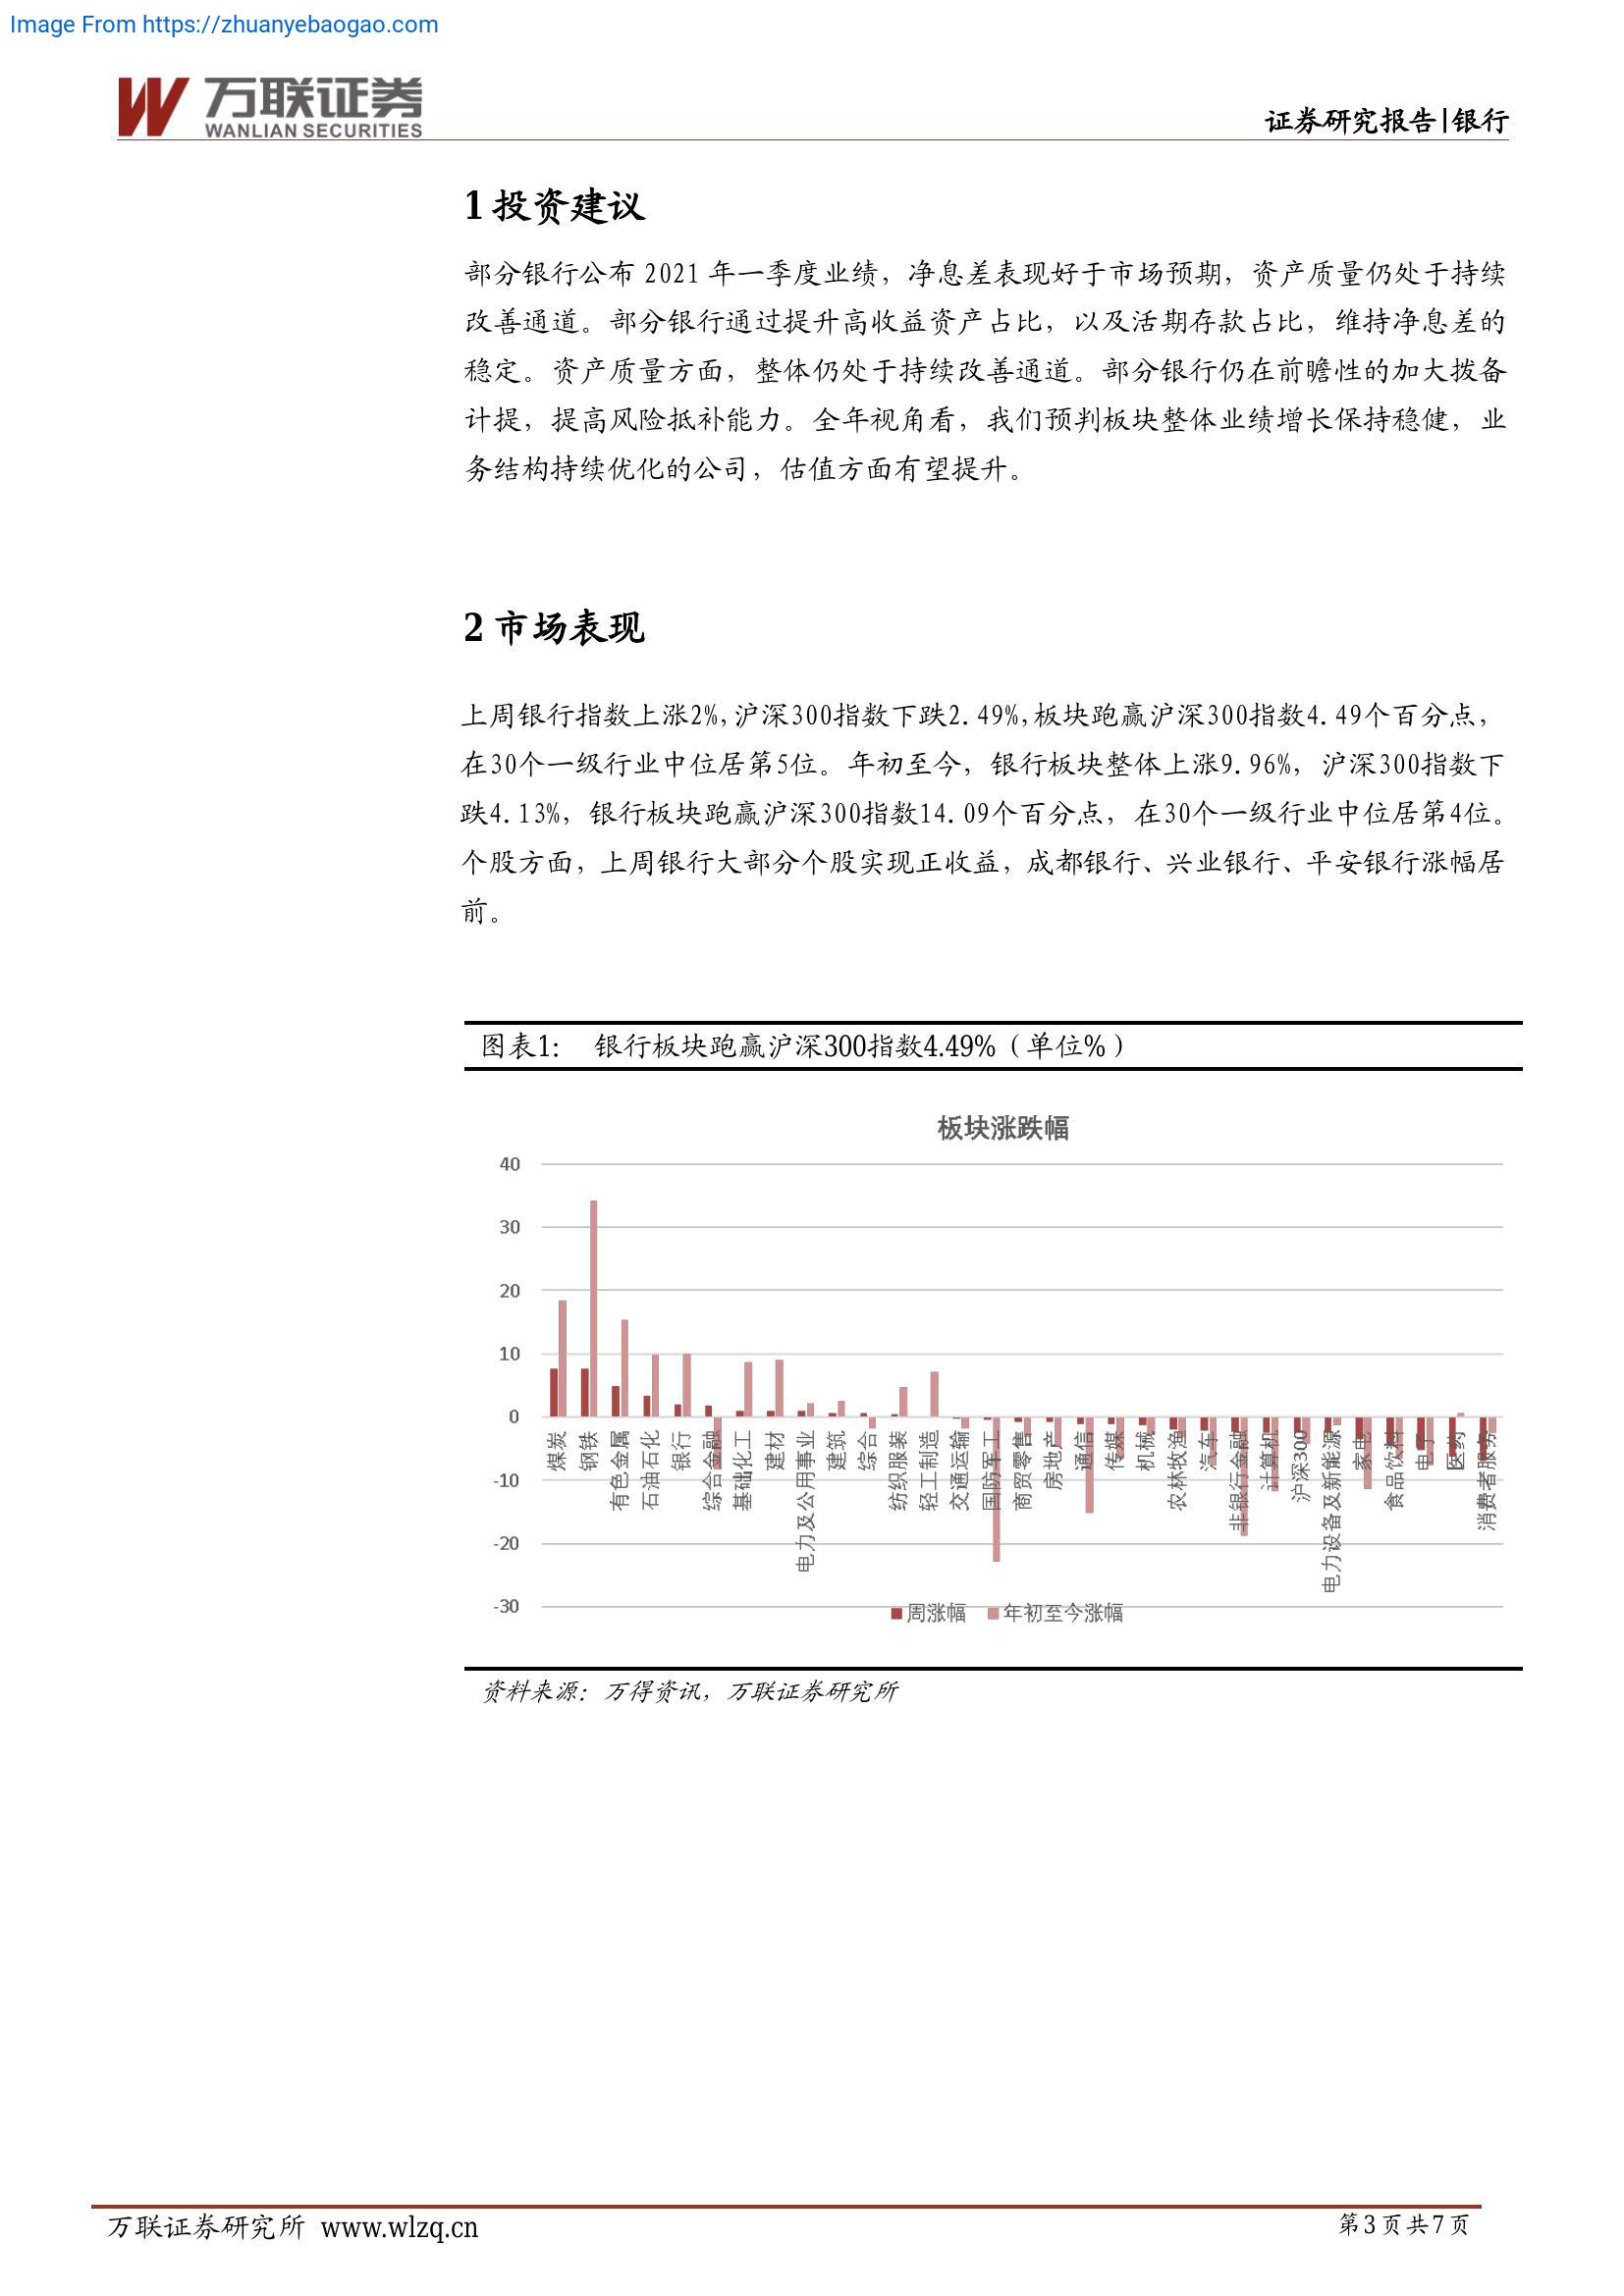 Image From https://zhuanyebaogao.com
万联证券
WANLIAN SECURITIES
证券研究报告|银行
1 投资建议
部分银行公布 2021 年一季度业绩，净息差表现好于市场预期，资产质量仍处于持续
改善通道。部分银行通过提升高收益资产占比，以及活期存款占比，维持净息差的
稳定。资产质量方面，整体仍处于持续改善通道。部分银行仍在前瞻性的加大拨备
计提，提高风险抵补能力。全年视角看，我们预判板块整体业绩增长保持稳健，业
务结构持续优化的公司，估值方面有望提升。
2 市场表现
上周银行指数上涨2%,沪深300指数下跌2.49%,板块跑赢沪深300指数4.49个百分点，
在30个一级行业中位居第5位。年初至今，银行板块整体上涨9.96%，沪深300指数下
跌4.13%，银行板块跑赢沪深300指数14.09个百分点，在30个一级行业中位居第4位。
个股方面，上周银行大部分个股实现正收益，成都银行、兴业银行、平安银行涨幅居
前。
图表1： 银行板块跑赢沪深300指数4.49%（单位%）
板块涨跌幅
40
30
20
10
0
-10
-20
-30
煤炭
钢铁
有色金属
石油石化
银行
综合金融
基础化工
建材
电力及公用事业
建筑
综合
纺织服装
轻工制造
交通运输
国防军工
商贸零售
房地产
通信
传媒
机械
农林牧渔
汽车
非银行金融
计算机
沪深300
电力设备及新能源
家电
食品饮料
电子
医药
消费者服务
周涨幅 年初至今涨幅
资料来源：万得资讯，万联证券研究所
万联证券研究所 www.wlzq.cn
第3页共7页